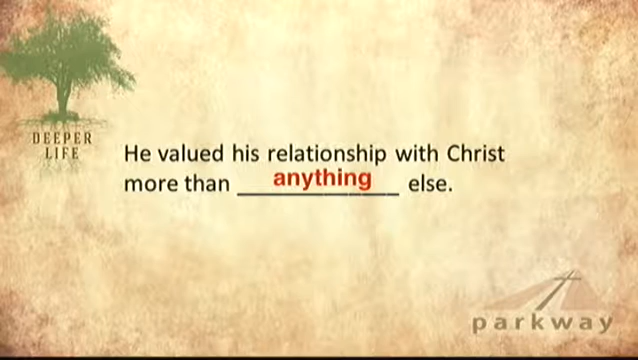 DEEPER
LIFE
He valued his relationship with Christ
more than anything else.
parkway